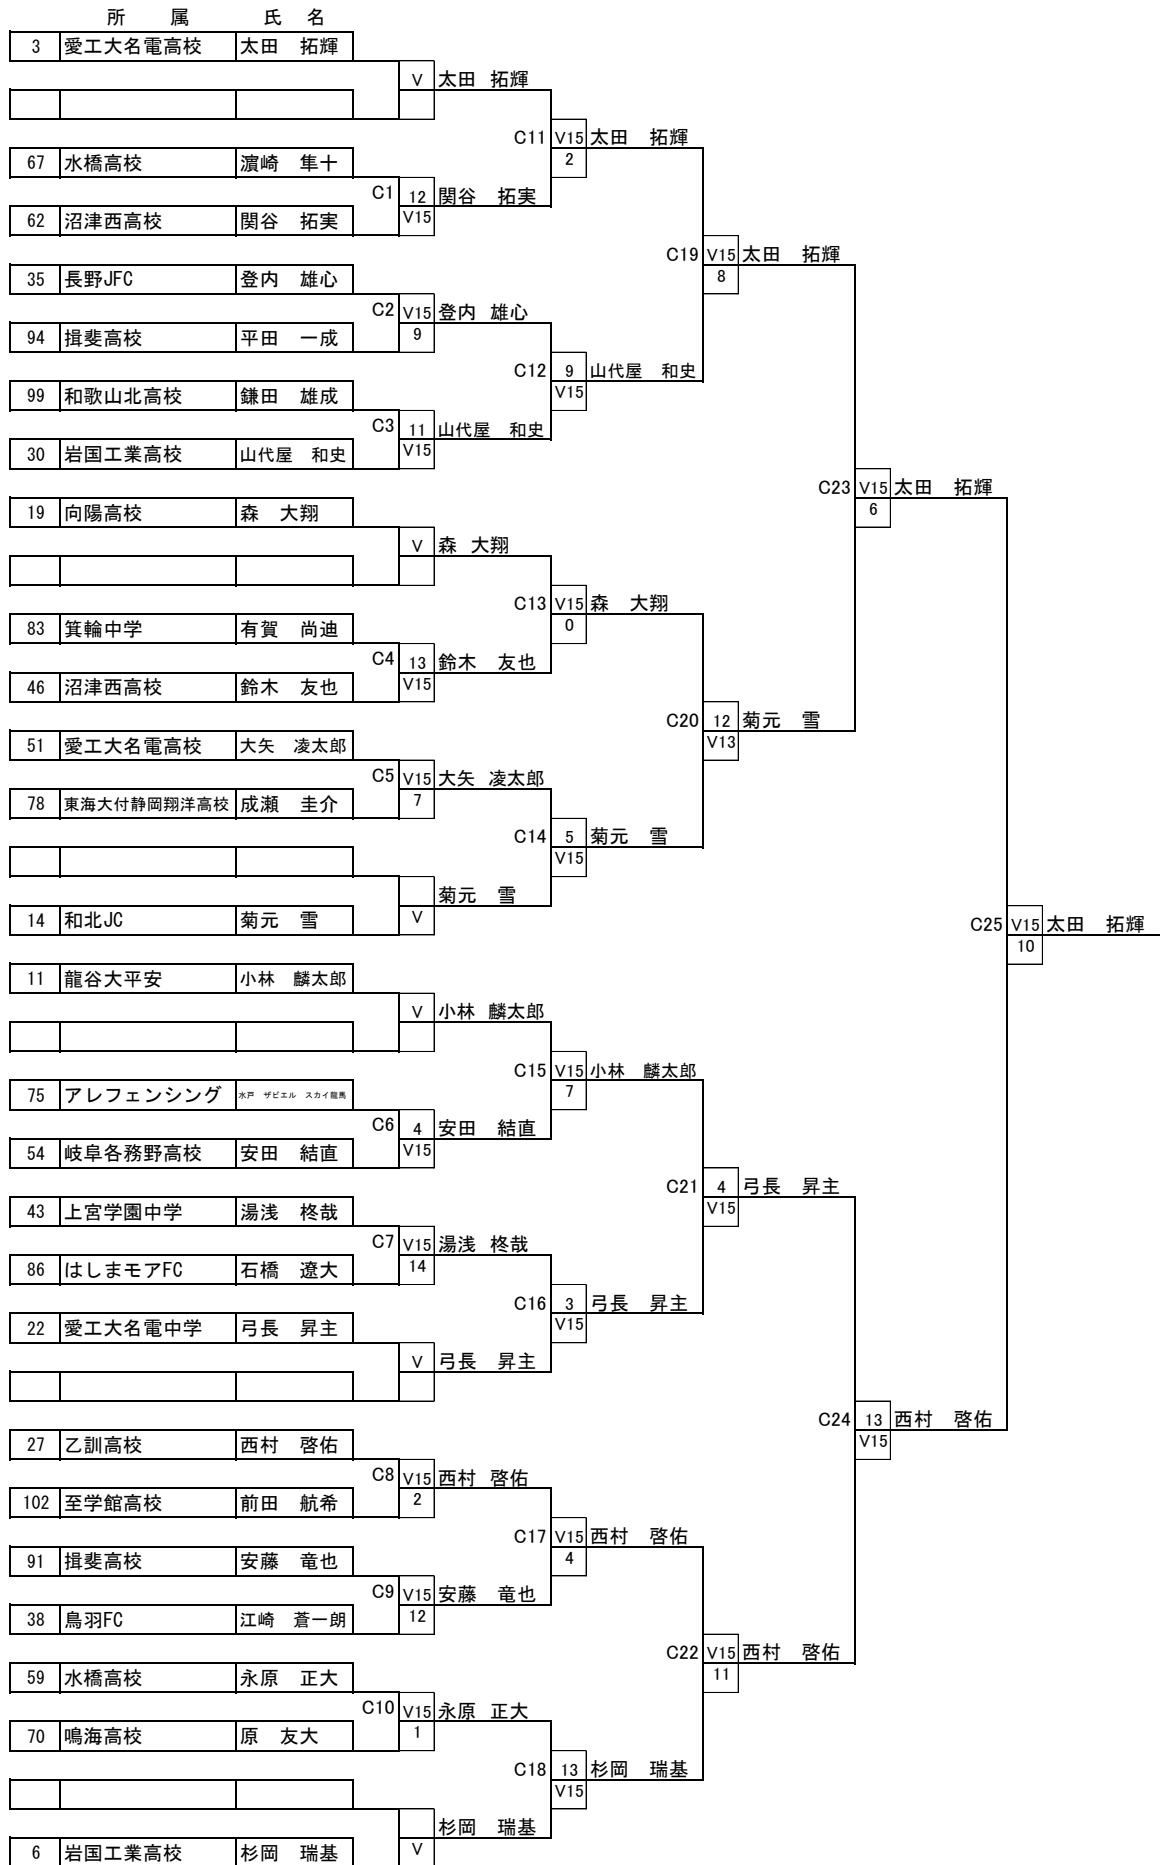 所　属　氏　名
3 愛工大名電高校 太田　拓輝
V 太田 拓輝
C11 V15 太田　拓輝
2
67 水橋高校 濵崎　隼十
C1 12 関谷　拓実
V15
62 沼津西高校 関谷　拓実
C19 V15 太田　拓輝
8
35 長野JFC 登内　雄心
C2 V15 登内 雄心
9
94 揖斐高校 平田　一成
C12 9 山代屋　和史
V15
99 和歌山北高校 鎌田　雄成
C3 11 山代屋　和史
V15
30 岩国工業高校 山代屋　和史
C23 V15 太田　拓輝
6
19 向陽高校 森　大翔
V 森 大翔
C13 V15 森　大翔
0
83 箕輪中学 有賀　尚迪
C4 13 鈴木　友也
V15
46 沼津西高校 鈴木　友也
C20 12 菊元　雪
V13
51 愛工大名電高校 大矢　凌太郎
C5 V15 大矢 凌太郎
7
78 東海大付静岡翔洋高校 成瀬　圭介
C14 5 菊元　雪
V15
菊元　雪
V
14 和北JC 菊元　雪
C25 V15 太田　拓輝
10
11 龍谷大平安 小林　麟太郎
V 小林 麟太郎
C15 V15 小林　麟太郎
7
75 アレフェンシング 水戸　ザビエル　スカイ龍馬
C6 4 安田　結直
V15
54 岐阜各務野高校 安田　結直
C21 4 弓長　昇主
V15
43 上宮学園中学 湯浅　柊哉
C7 V15 湯浅 柊哉
14
86 はしまモアFC 石橋　遼大
C16 3 弓長　昇主
V15
22 愛工大名電中学 弓長　昇主
V 弓長　昇主
C24 13 西村　啓佑
V15
27 乙訓高校 西村　啓佑
C8 V15 西村 啓佑
2
102 至学館高校 前田　航希
C17 V15 西村　啓佑
4
91 揖斐高校 安藤　竜也
C9 V15 安藤　竜也
12
38 鳥羽FC 江崎　蒼一朗
C22 V15 西村　啓佑
11
59 水橋高校 永原　正大
C10 V15 永原 正大
1
70 鳴海高校 原　友大
C18 13 杉岡　瑞基
V15
杉岡　瑞基
V
6 岩国工業高校 杉岡　瑞基